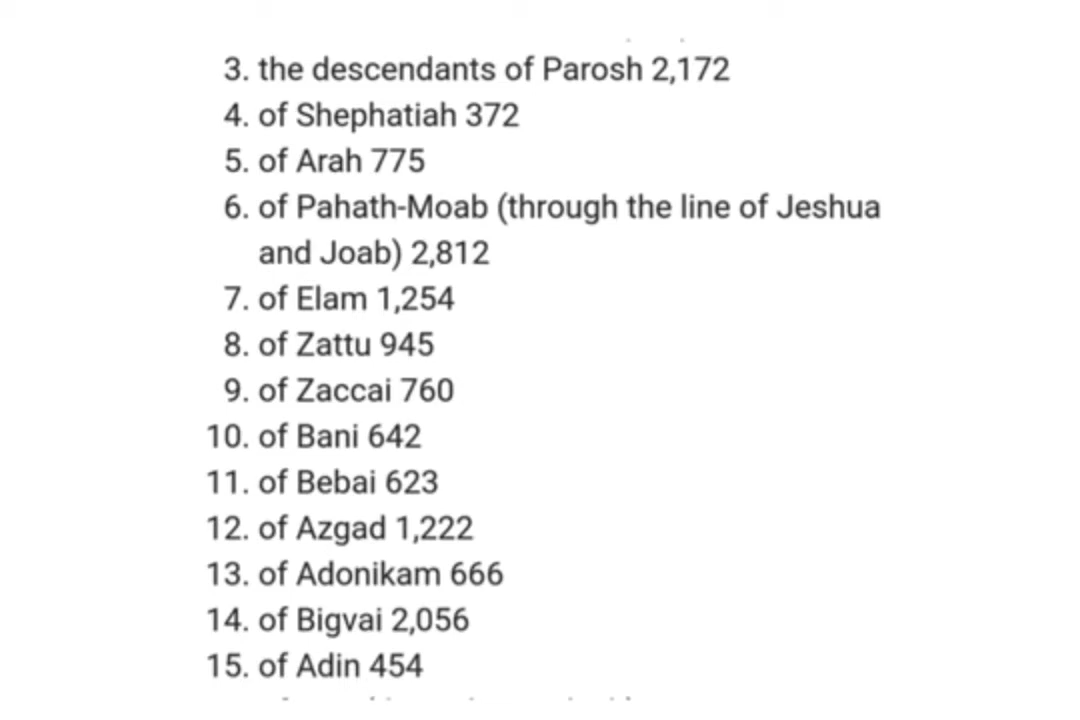 3. the descendants of Parosh 2,172
4. of Shephatiah 372
5. of Arah 775
6. of Pahath-Moab (through the line of Jeshua
and Joab) 2,812
7. of Elam 1,254
8. of Zattu 945
9. of Zaccai 760
10. of Bani 642
11. of Bebai 623
12. of Azgad 1,222
13. of Adonikam 666
14. of Bigvai 2,056
15. of Adin 454